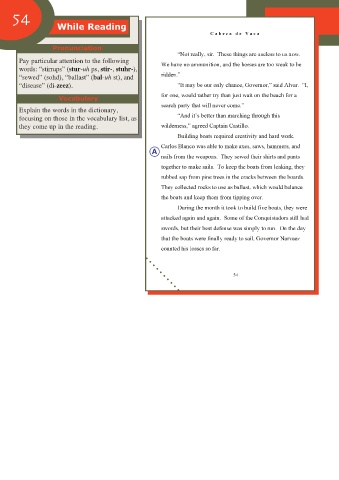 54
While Reading
Pronunciation
Pay particular attention to the following
words: "stirrups" (stur-uh ps, stir-, stuhr-),
"sewed" (sohd), "ballast" (bal-uh st), and
"disease" (di-zeez).
Vocabulary
Explain the words in the dictionary,
focusing on those in the vocabulary list, as
they come up in the reading.
Cabeza de Vaca
"Not really, sir. These things are useless to us now.
We have no ammunition, and the horses are too weak to be
ridden."
"It may be our only chance, Governor," said Alvar. "I,
for one, would rather try than just wait on the beach for a
search party that will never come."
"And it's better than marching through this
wilderness," agreed Captain Castillo.
Building boats required creativity and hard work.
A
Carlos Blanco was able to make axes, saws, hammers, and
nails from the weapons. They sewed their shirts and pants
together to make sails. To keep the boats from leaking, they
rubbed sap from pine trees in the cracks between the boards.
They collected rocks to use as ballast, which would balance
the boats and keep them from tipping over.
During the month it took to build five boats, they were
attacked again and again. Some of the Conquistadors still had
swords, but their best defense was simply to run. On the day
that the boats were finally ready to sail, Governor Narvaez
counted his losses so far.
54